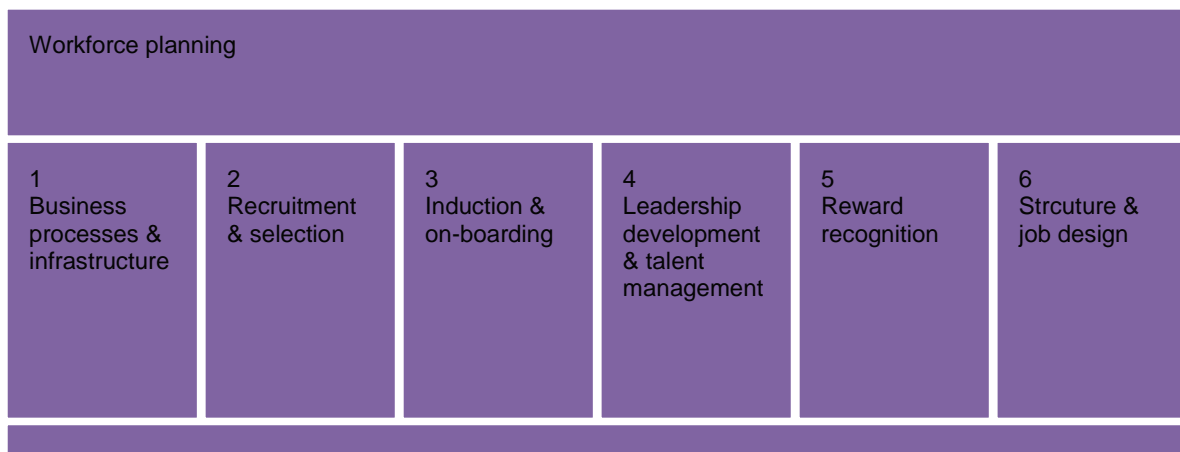 Workforce planning
1
Business
processes &
infrastructure
2
Recruitment
& selection
3
Induction &
on-boarding
4
Leadership
development
& talent
management
5
Reward
recognition
6
Strcuture &
job design